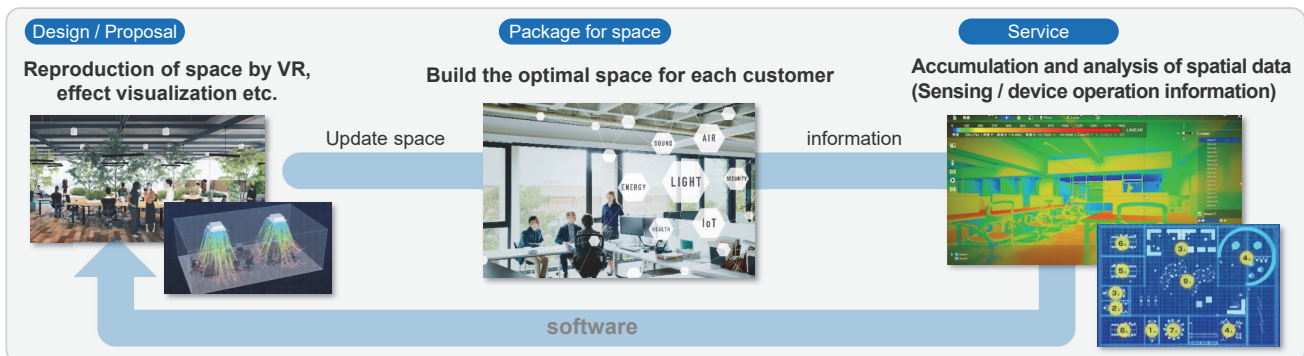 Design / Proposal
Reproduction of space by VR,
effect visualization etc.
Update space
Package for space
Build the optimal space for each customer
SOUND
AIR
ENERGY
LIGHT
SECURITY
HEALTH
IoT
information
Service
Accumulation and analysis of spatial data
(Sensing / device operation information)
LINEAR
Create
software